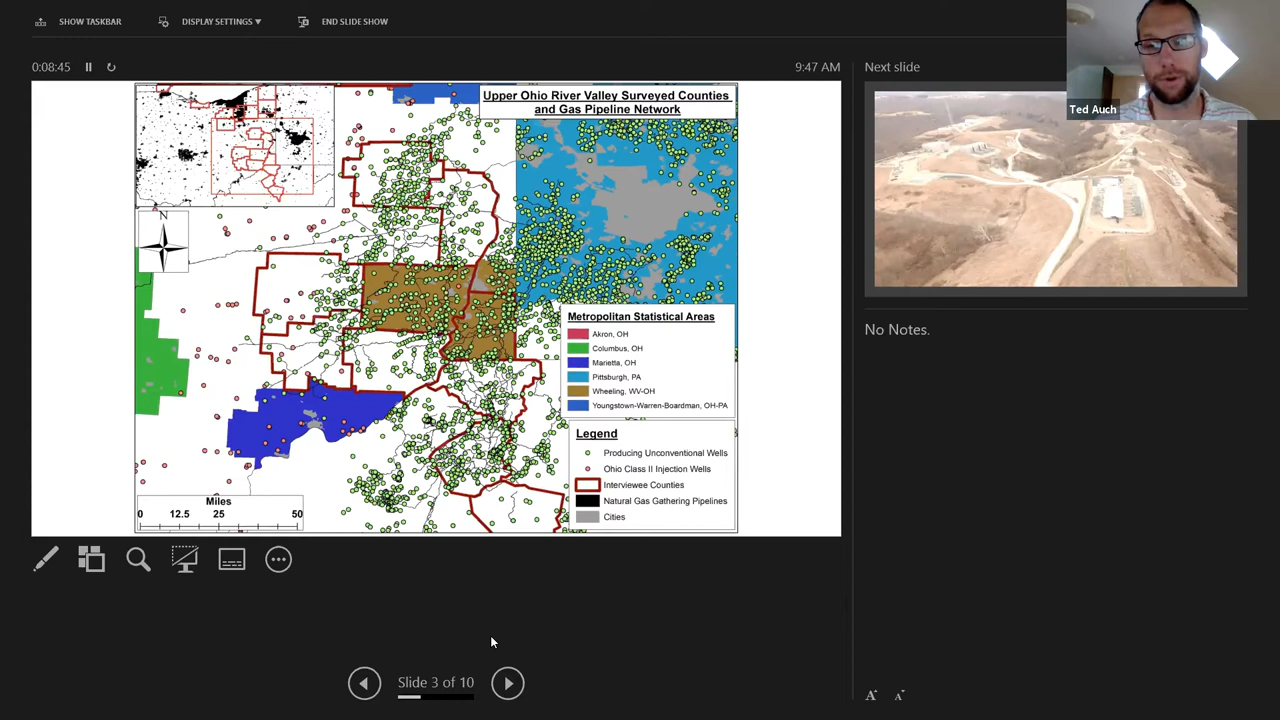 SHOW TASKBAR
DISPLAY SETTINGS
END SLIDE SHOW
0:08:45
9:47 AM
Next slide
Ted Auch
Upper Ohio River Valley Surveyed Counties
and Gas Pipeline Network
N
Metropolitan Statistical Areas
Akron, OH
Columbus, OH
Marietta, OH
Pittsburgh, PA
Wheeling, WV-OH
Youngstown-Warren-Boardman, OH-PA
Legend
Producing Unconventional Wells
Ohio Class II Injection Wells
Interviewee Counties
Natural Gas Gathering Pipelines
Cities
Miles
0 12.5 25 50
No Notes.
Slide 3 of 10
A A